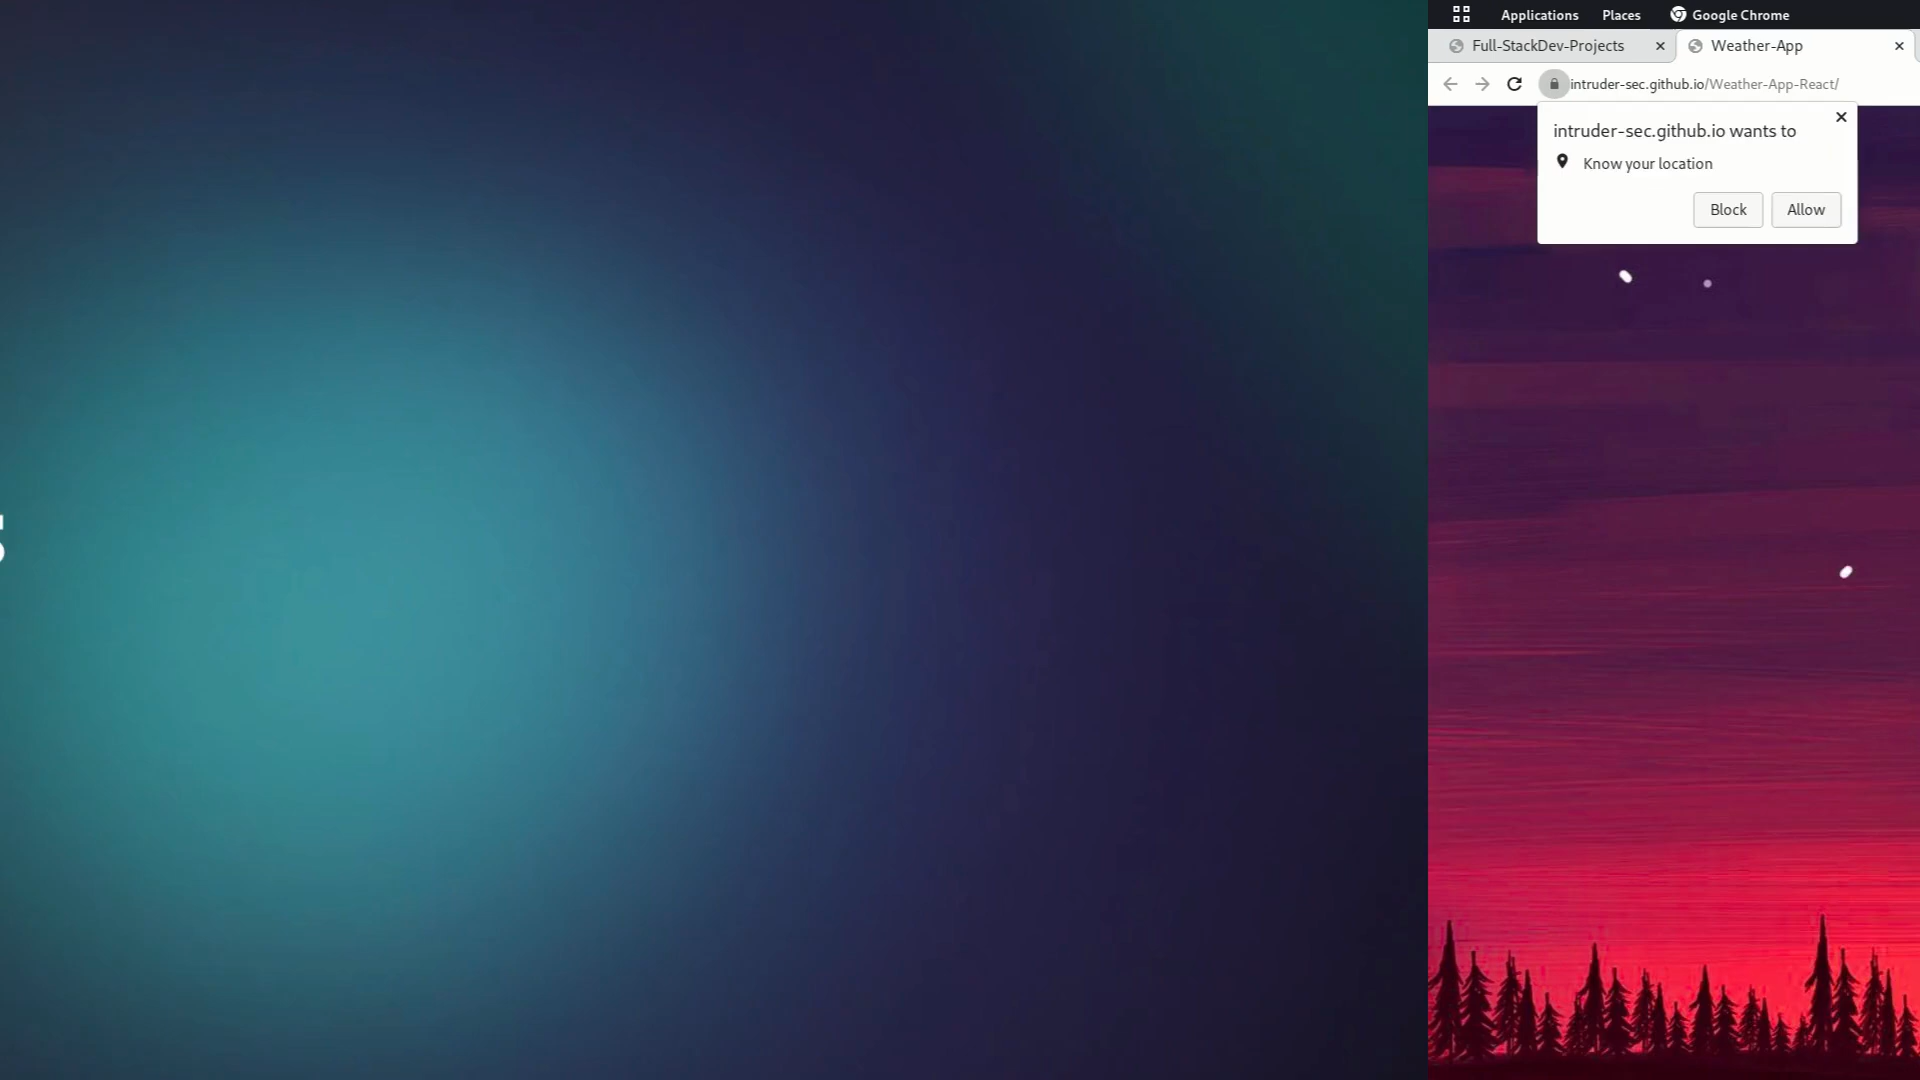 Applications Places Google Chrome
Full-StackDev-Projects Weather-App
intruder-sec.github.io/Weather-App-React/
intruder-sec.github.io wants to
Know your location
Block Allow